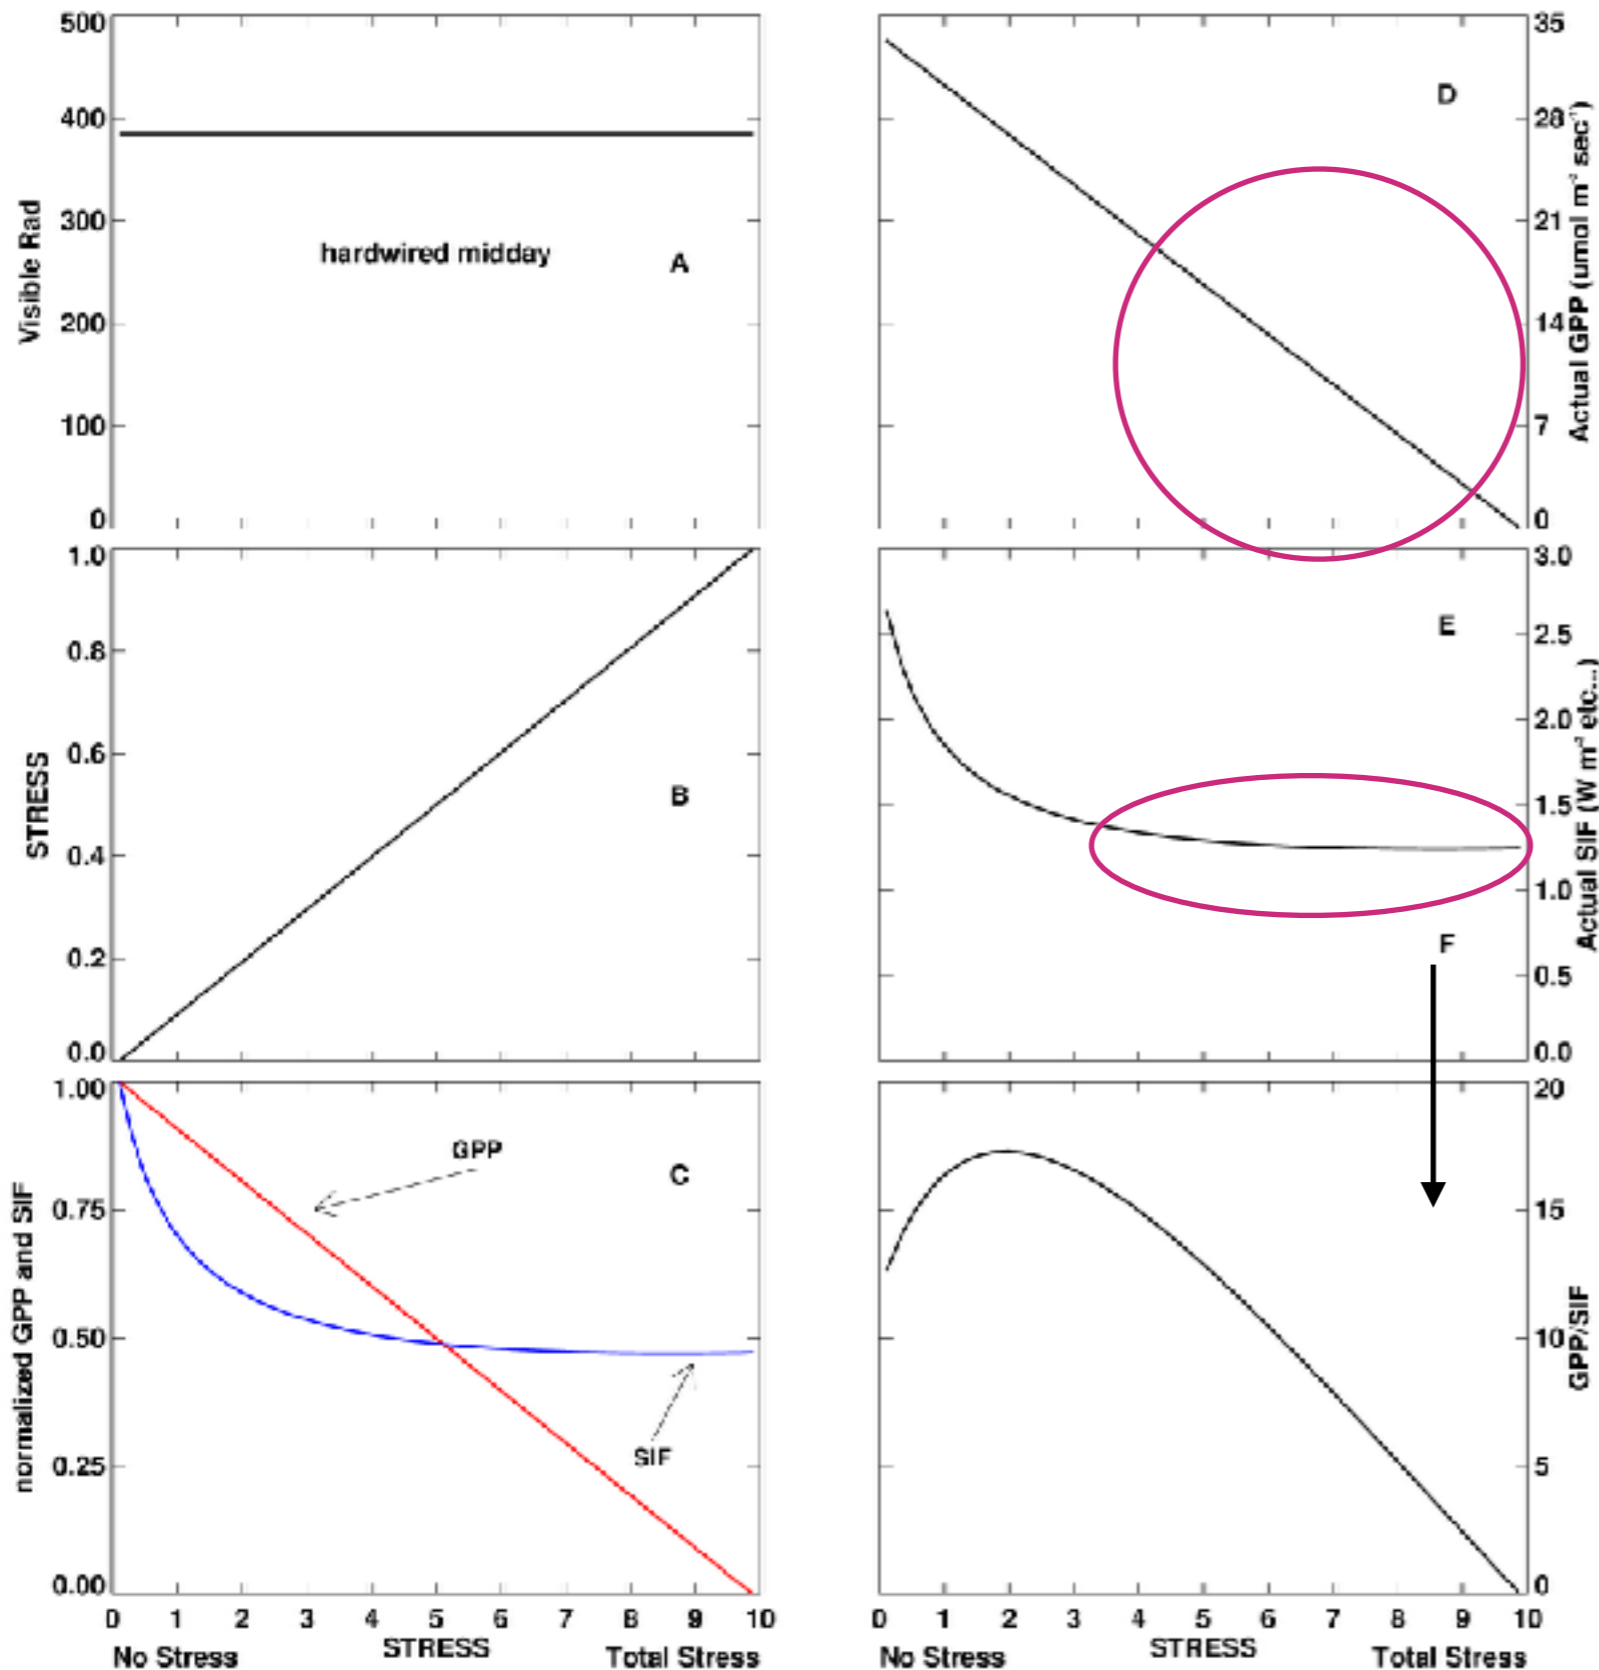 500
400
300
200
100
0
Visible Rad
hardwired midday
A
35
28
21
14
7
0
Actual GPP (umol m⁻² sec⁻¹)
D
1.0
0.8
0.6
0.4
0.2
0.0
STRESS
B
3.0
2.5
2.0
1.5
1.0
0.5
0.0
Actual SIF (W m⁻² etc...)
E
F
1.00
0.75
0.50
0.25
0.00
normalized GPP and SIF
GPP
C
SIF
0 1 2 3 4 5 6 7 8 9 10
No Stress STRESS Total Stress
20
15
10
5
0
GPP/SIF
0 1 2 3 4 5 6 7 8 9 10
No Stress STRESS Total Stress